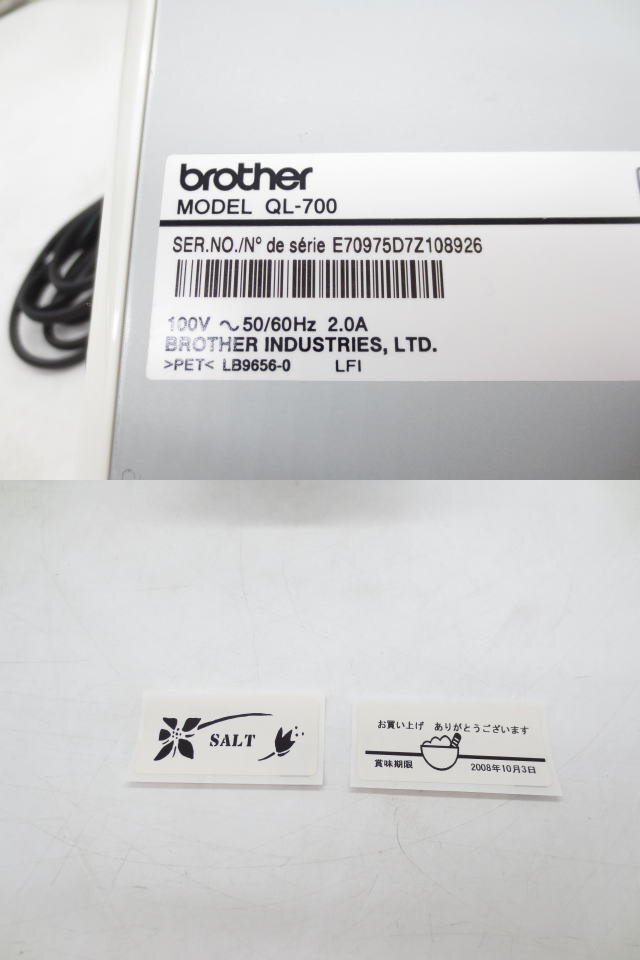 brother
MODEL QL-700
SER.NO./Nº de série E70975D7Z108926
100V ～50/60Hz 2.0A
BROTHER INDUSTRIES, LTD.
>PET< LB9656-0 LFI
SALT
お買い上げ ありがとうございます
賞味期限 2008年10月3日